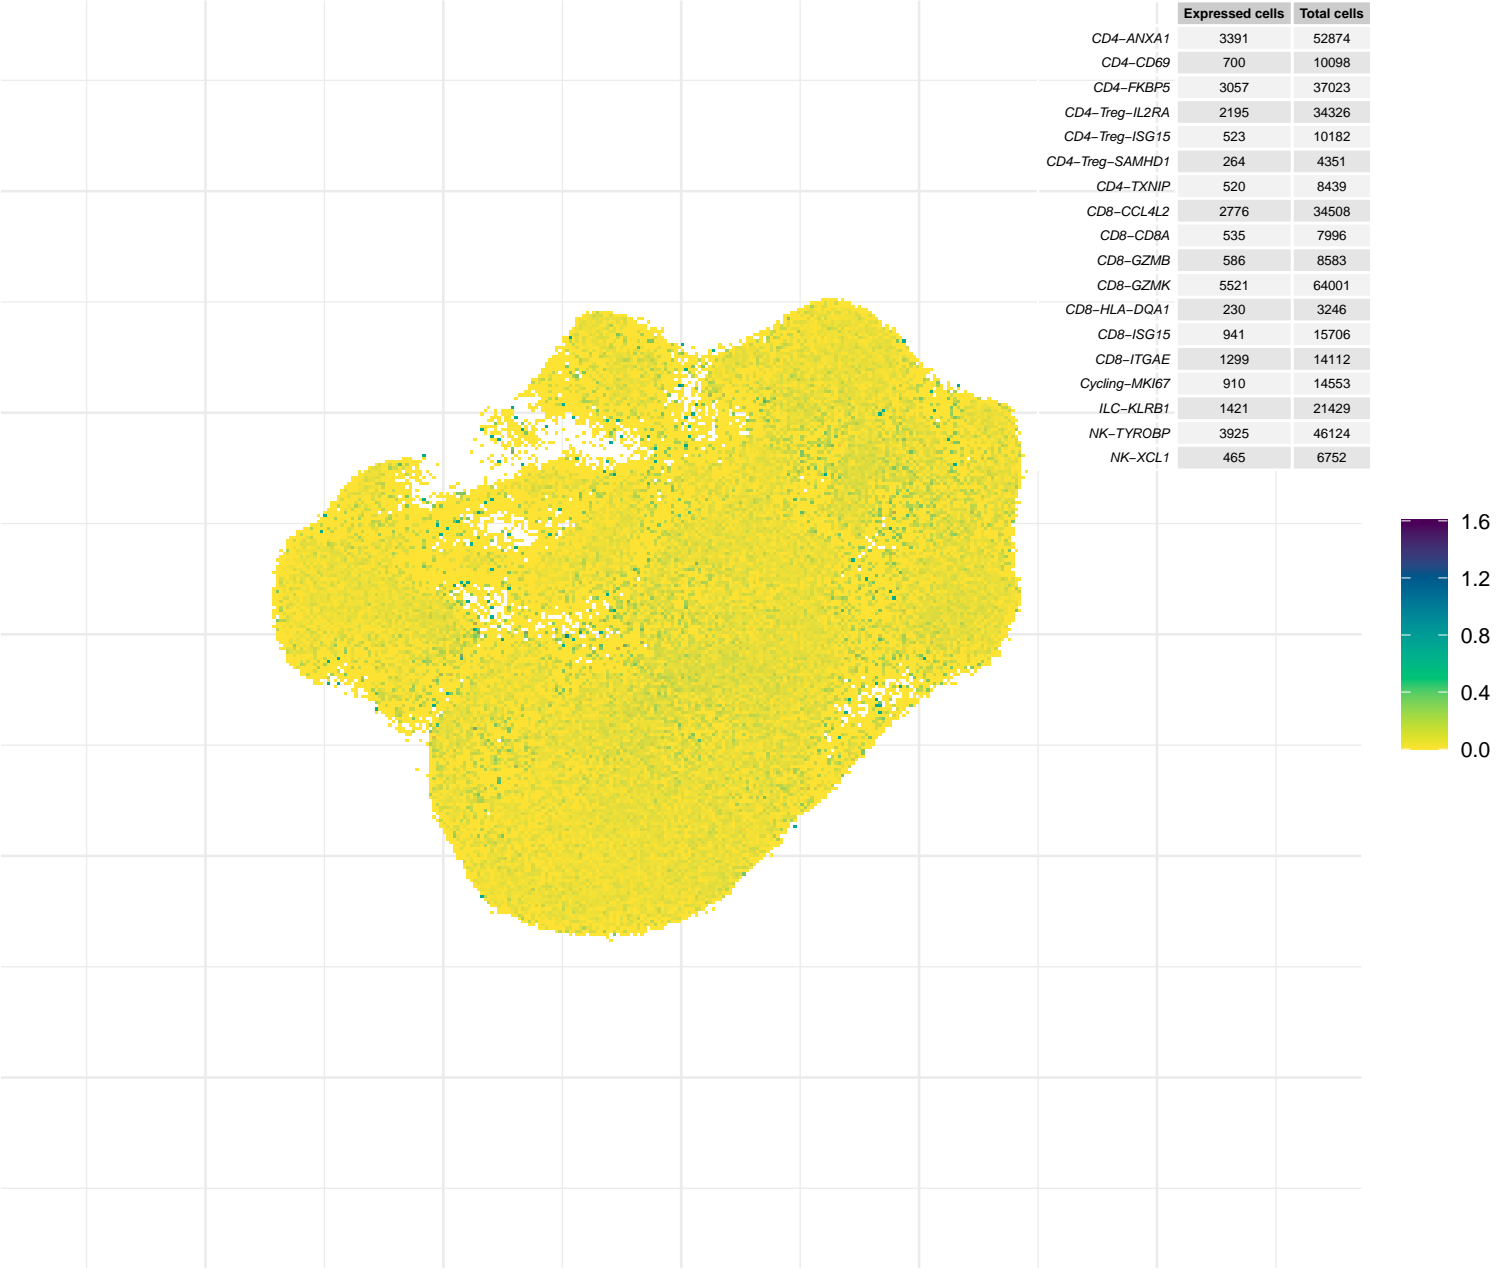 Expressed cells Total cells
CD4−ANXA1 3391 52874
CD4−CD69 700 10098
CD4−FKBP5 3057 37023
CD4−Treg−IL2RA 2195 34326
CD4−Treg−ISG15 523 10182
CD4−Treg−SAMHD1 264 4351
CD4−TXNIP 520 8439
CD8−CCL4L2 2776 34508
CD8−CD8A 535 7996
CD8−GZMB 586 8583
CD8−GZMK 5521 64001
CD8−HLA−DQA1 230 3246
CD8−ISG15 941 15706
CD8−ITGAE 1299 14112
Cycling−MKI67 910 14553
ILC−KLRB1 1421 21429
NK−TYROBP 3925 46124
NK−XCL1 465 6752
1.6
1.2
0.8
0.4
0.0